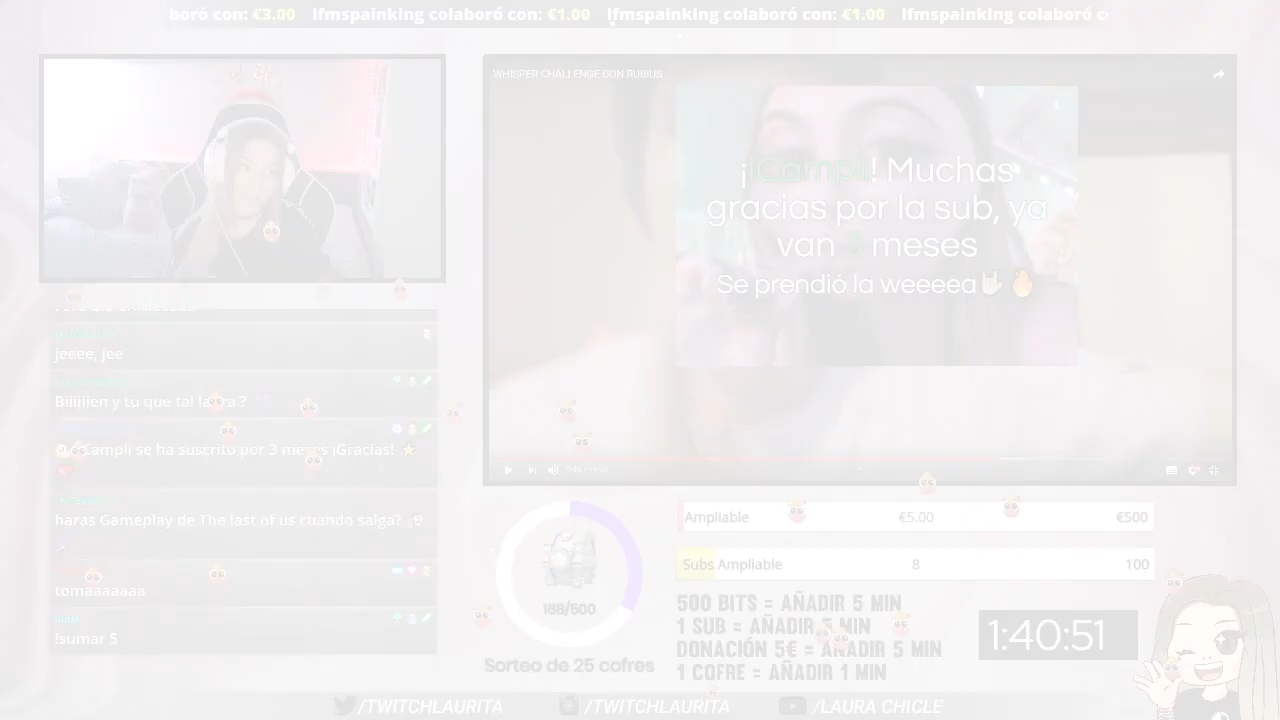 boró con: €3.00 lfmspainking colaboró con: €1.00 lfmspainking colaboró con: €1.00 lfmspainking colaboró c
WHISPER CHALLENGE CON RUBIUS
¡iCampii! Muchas
gracias por la sub, ya
van 3 meses
Se prendió la weeeea
jeeee, jee
Biiiiiien y tu que tal laura ?
iCampii se ha suscrito por 3 meses ¡Gracias!
haras Gameplay de The last of us cuando salga?
tomaaaaaaa
!sumar 5
188/500
Sorteo de 25 cofres
Ampliable €5.00 €500
Subs Ampliable 8 100
500 BITS = AÑADIR 5 MIN
1 SUB = AÑADIR 5 MIN
DONACIÓN 5€ = AÑADIR 5 MIN
1 COFRE = AÑADIR 1 MIN
1:40:51
/TWITCHLAURITA /TWITCHLAURITA /LAURA CHICLE